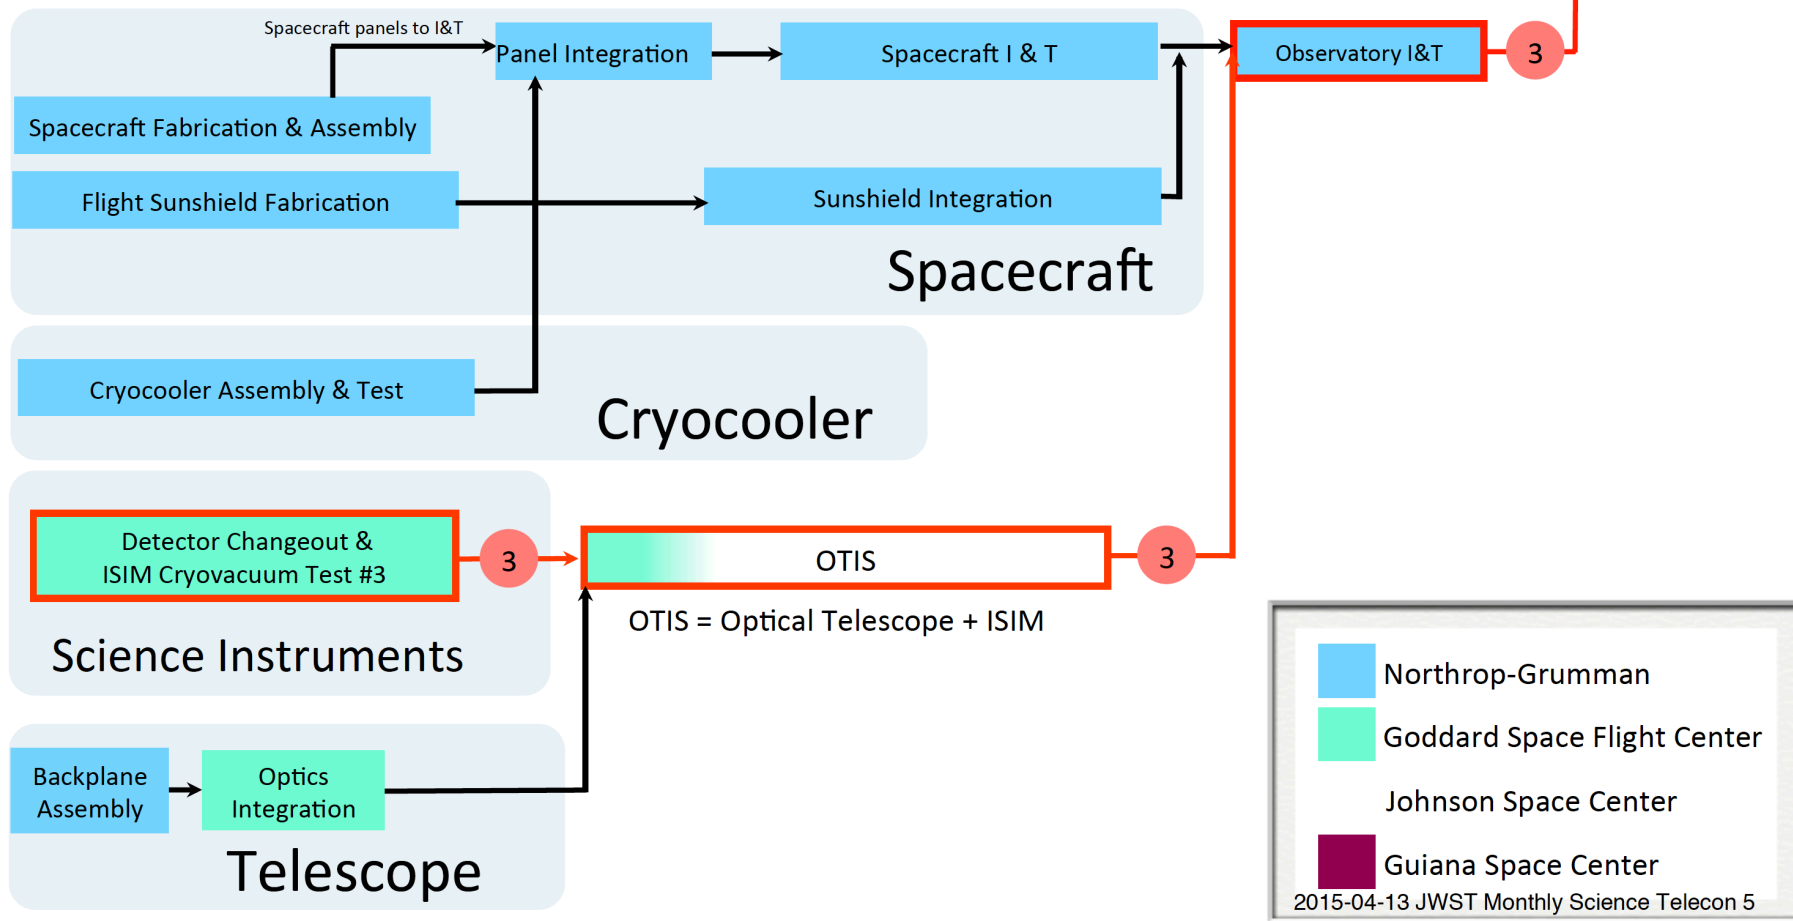 Spacecraft panels to I&T
Panel Integration
Spacecraft I & T
Observatory I&T
3
Spacecraft Fabrication & Assembly
Flight Sunshield Fabrication
Sunshield Integration
Spacecraft
Cryocooler Assembly & Test
Cryocooler
Detector Changeout &
ISIM Cryovacuum Test #3
3
OTIS
3
OTIS = Optical Telescope + ISIM
Science Instruments
Backplane
Assembly
Optics
Integration
Telescope
Northrop-Grumman
Goddard Space Flight Center
Johnson Space Center
Guiana Space Center
2015-04-13 JWST Monthly Science Telecon 5